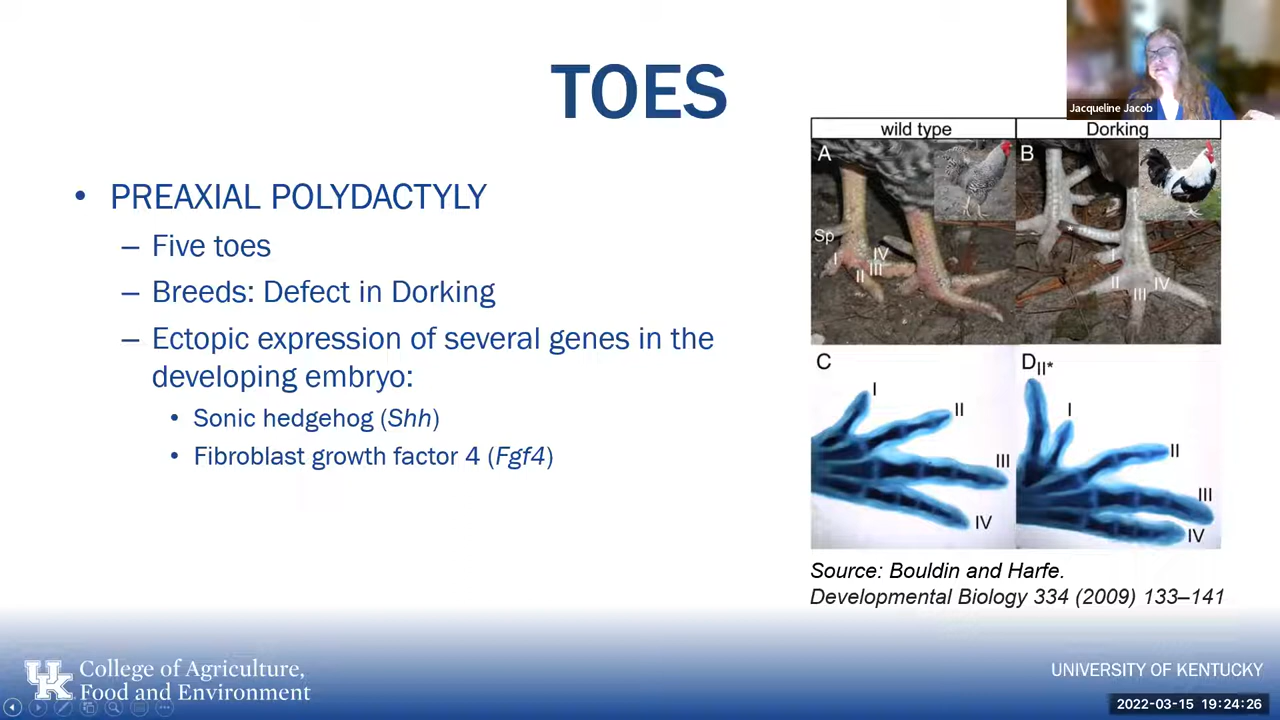 TOES
Jacqueline Jacob
• PREAXIAL POLYDACTYLY
– Five toes
– Breeds: Defect in Dorking
– Ectopic expression of several genes in the
developing embryo:
• Sonic hedgehog (Shh)
• Fibroblast growth factor 4 (Fgf4)
wild type
Dorking
A
Sp
I
II
III
IV
B
*
I
II
III
IV
C
I
II
III
IV
D
II*
I
II
III
IV
Source: Bouldin and Harfe.
Developmental Biology 334 (2009) 133–141
UK
College of Agriculture,
Food and Environment
UNIVERSITY OF KENTUCKY
2022-03-15 19:24:26